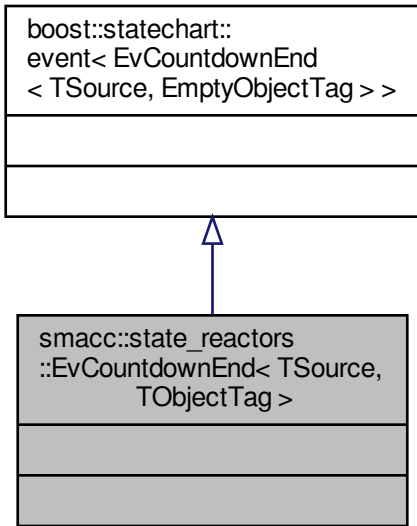 boost::statechart::
event< EvCountdownEnd
< TSource, EmptyObjectTag > >
smacc::state_reactors
::EvCountdownEnd< TSource,
TObjectTag >